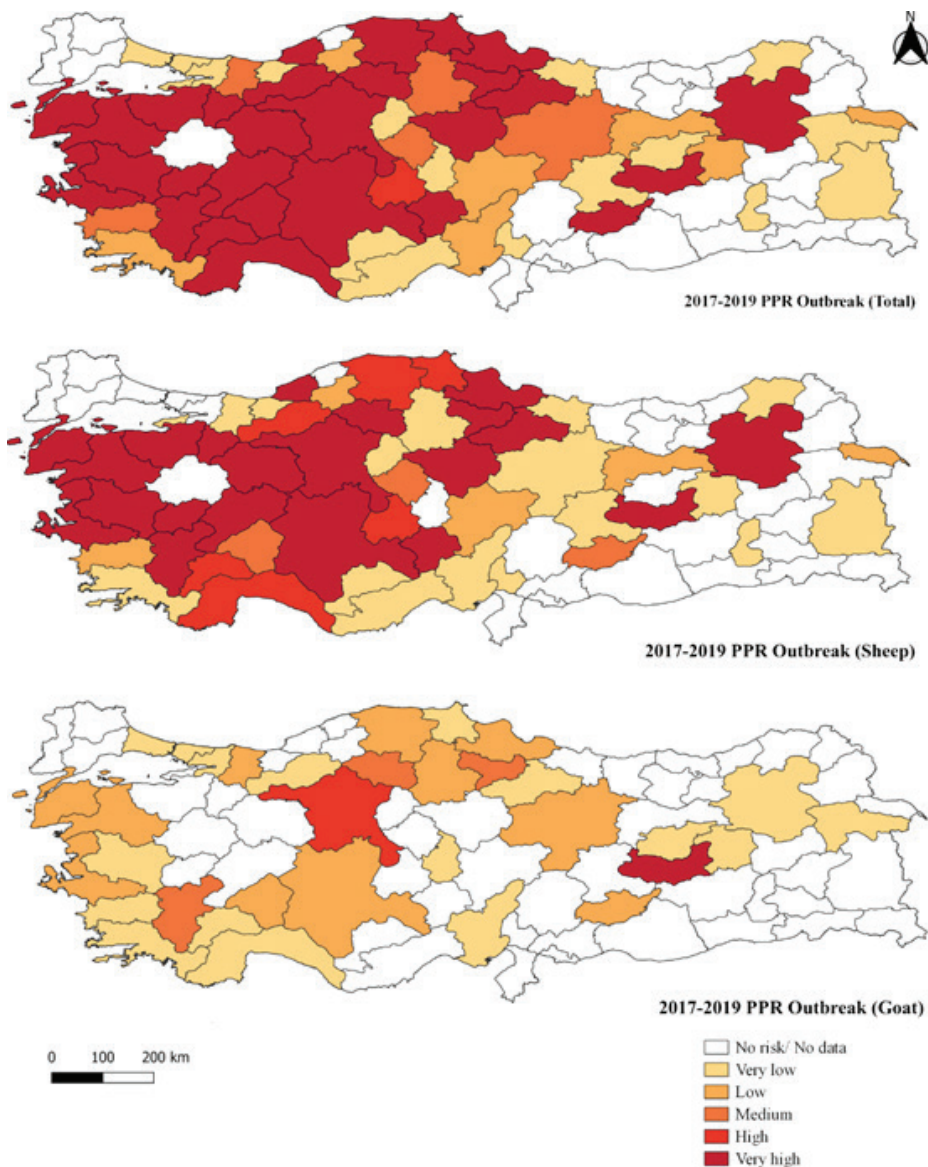 N
2017-2019 PPR Outbreak (Total)
2017-2019 PPR Outbreak (Sheep)
2017-2019 PPR Outbreak (Goat)
0 100 200 km
No risk/ No data
Very low
Low
Medium
High
Very high